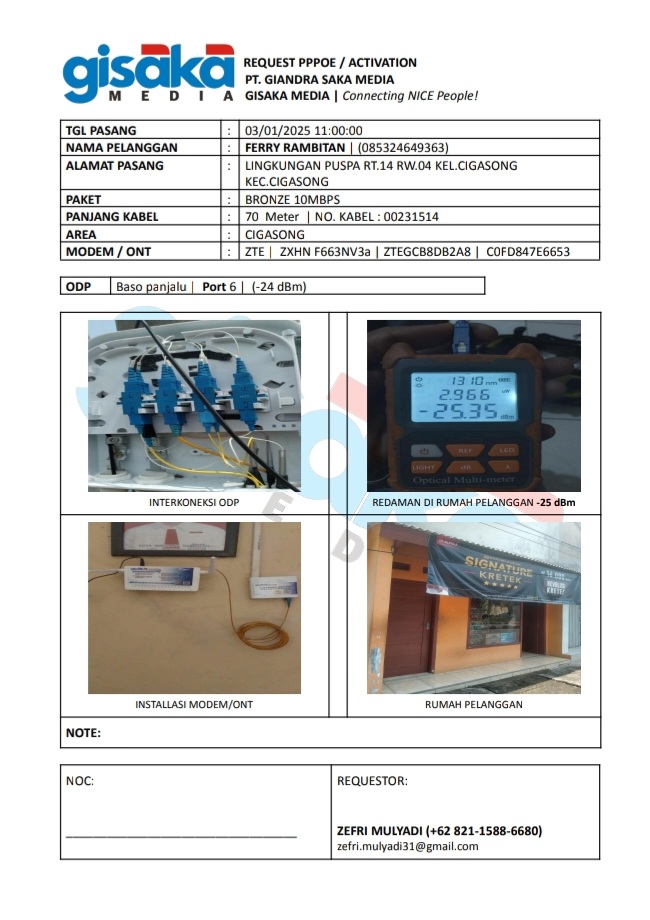 gisaka
MEDIA
REQUEST PPPOE / ACTIVATION
PT. GIANDRA SAKA MEDIA
GISAKA MEDIA | Connecting NICE People!
TGL PASANG : 03/01/2025 11:00:00
NAMA PELANGGAN : FERRY RAMBITAN | (085324649363)
ALAMAT PASANG : LINGKUNGAN PUSPA RT.14 RW.04 KEL.CIGASONG
KEC.CIGASONG
PAKET : BRONZE 10MBPS
PANJANG KABEL : 70 Meter | NO. KABEL : 00231514
AREA : CIGASONG
MODEM / ONT : ZTE | ZXHN F663NV3a | ZTEGCB8DB2A8 | C0FD847E6653
ODP Baso panjalu | Port 6 | (-24 dBm)
1310 nm
2.966 uW
-25.35 dBm
REF LED
LIGHT dB λ
Optical Multi-meter
INTERKONEKSI ODP
REDAMAN DI RUMAH PELANGGAN -25 dBm
SIGNATURE
KRETEK
KRETEK
INSTALLASI MODEM/ONT
RUMAH PELANGGAN
NOTE:
NOC:
REQUESTOR:
ZEFRI MULYADI (+62 821-1588-6680)
zefri.mulyadi31@gmail.com